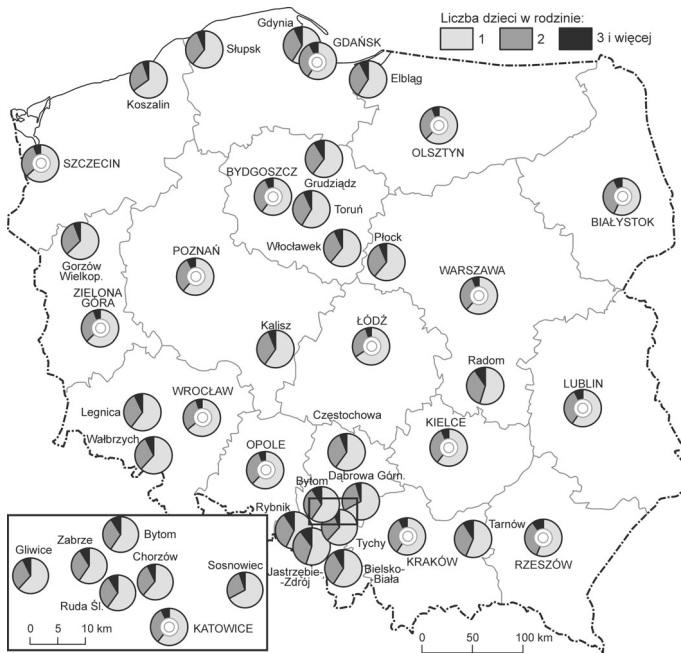 Liczba dzieci w rodzinie:
1 2 3 i więcej
Gdynia
GDAŃSK
Słupsk
Koszalin
Elbląg
SZCZECIN
OLSZTYN
BYDGOSZCZ
Grudziądz
Toruń
BIAŁYSTOK
Włocławek
Płock
Gorzów
Wielkop.
POZNAŃ
WARSZAWA
ZIELONA
GÓRA
Kalisz
ŁÓDŹ
Radom
LUBLIN
Legnica
WROCŁAW
Wałbrzych
Częstochowa
KIELCE
OPOLE
Dąbrowa Górn.
Bytom
Rybnik
Tychy
Jastrzębie-
-Zdrój
Bielsko-
-Biała
KRAKÓW
Tarnów
RZESZÓW
Bytom
Zabrze
Gliwice
Chorzów
Sosnowiec
Ruda Śl.
KATOWICE
0 5 10 km
0 50 100 km